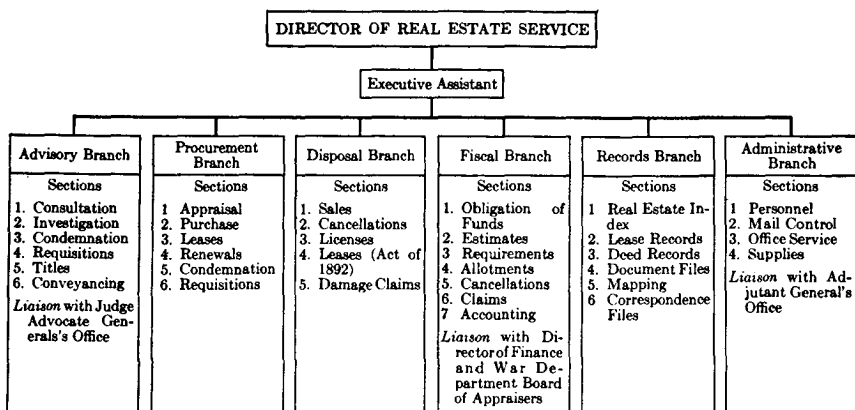 DIRECTOR OF REAL ESTATE SERVICE
Executive Assistant
Advisory Branch
Sections
1. Consultation
2. Investigation
3. Condemnation
4. Requisitions
5. Titles
6. Conveyancing
Liaison with Judge
Advocate Gen-
erals's Office
Procurement
Branch
Sections
1 Appraisal
2. Purchase
3. Leases
4. Renewals
5. Condemnation
6. Requisitions
Disposal Branch
Sections
1. Sales
2. Cancellations
3. Licenses
4. Leases (Act of
1892)
5. Damage Claims
Fiscal Branch
Sections
1. Obligation of
Funds
2. Estimates
3 Requirements
4. Allotments
5. Cancellations
6. Claims
7 Accounting
Liaison with Di-
rector of Finance
and War De-
partment Board
of Appraisers
Records Branch
Sections
1 Real Estate In-
dex
2. Lease Records
3. Deed Records
4. Document Files
5. Mapping
6 Correspondence
Files
Administrative
Branch
Sections
1 Personnel
2. Mail Control
3. Office Service
4. Supplies
Liaison with Ad-
jutant General's
Office